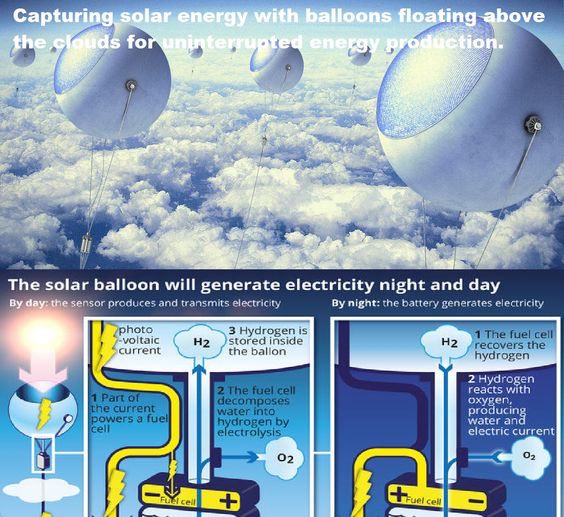 Capturing solar energy with balloons floating above
the clouds for uninterrupted energy production.
The solar balloon will generate electricity night and day
By day: the sensor produces and transmits electricity
photo
-voltaic
current
1 Part of
the current
powers a fuel
cell
H2
3 Hydrogen is
stored inside
the ballon
2 The fuel cell
decomposes
water into
hydrogen by
electrolysis
O2
Fuel cell
− +
By night: the battery generates electricity
H2
1 The fuel cell
recovers the
hydrogen
2 Hydrogen
reacts with
oxygen,
producing
water and
electric current
O2
− +
Fuel cell